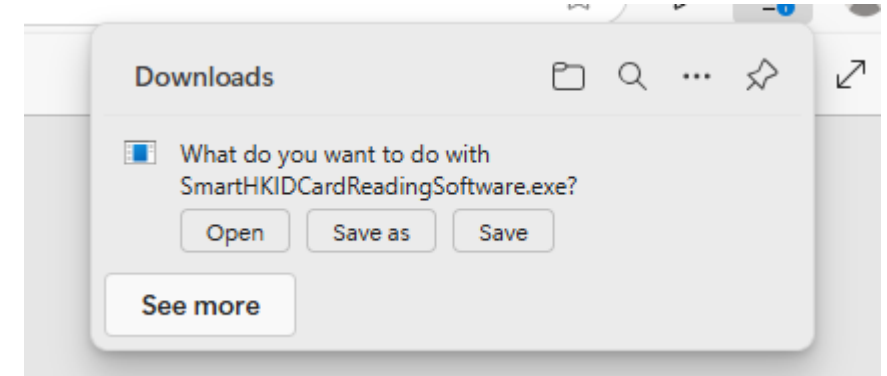 Downloads
What do you want to do with
SmartHKIDCardReadingSoftware.exe?
Open Save as Save
See more